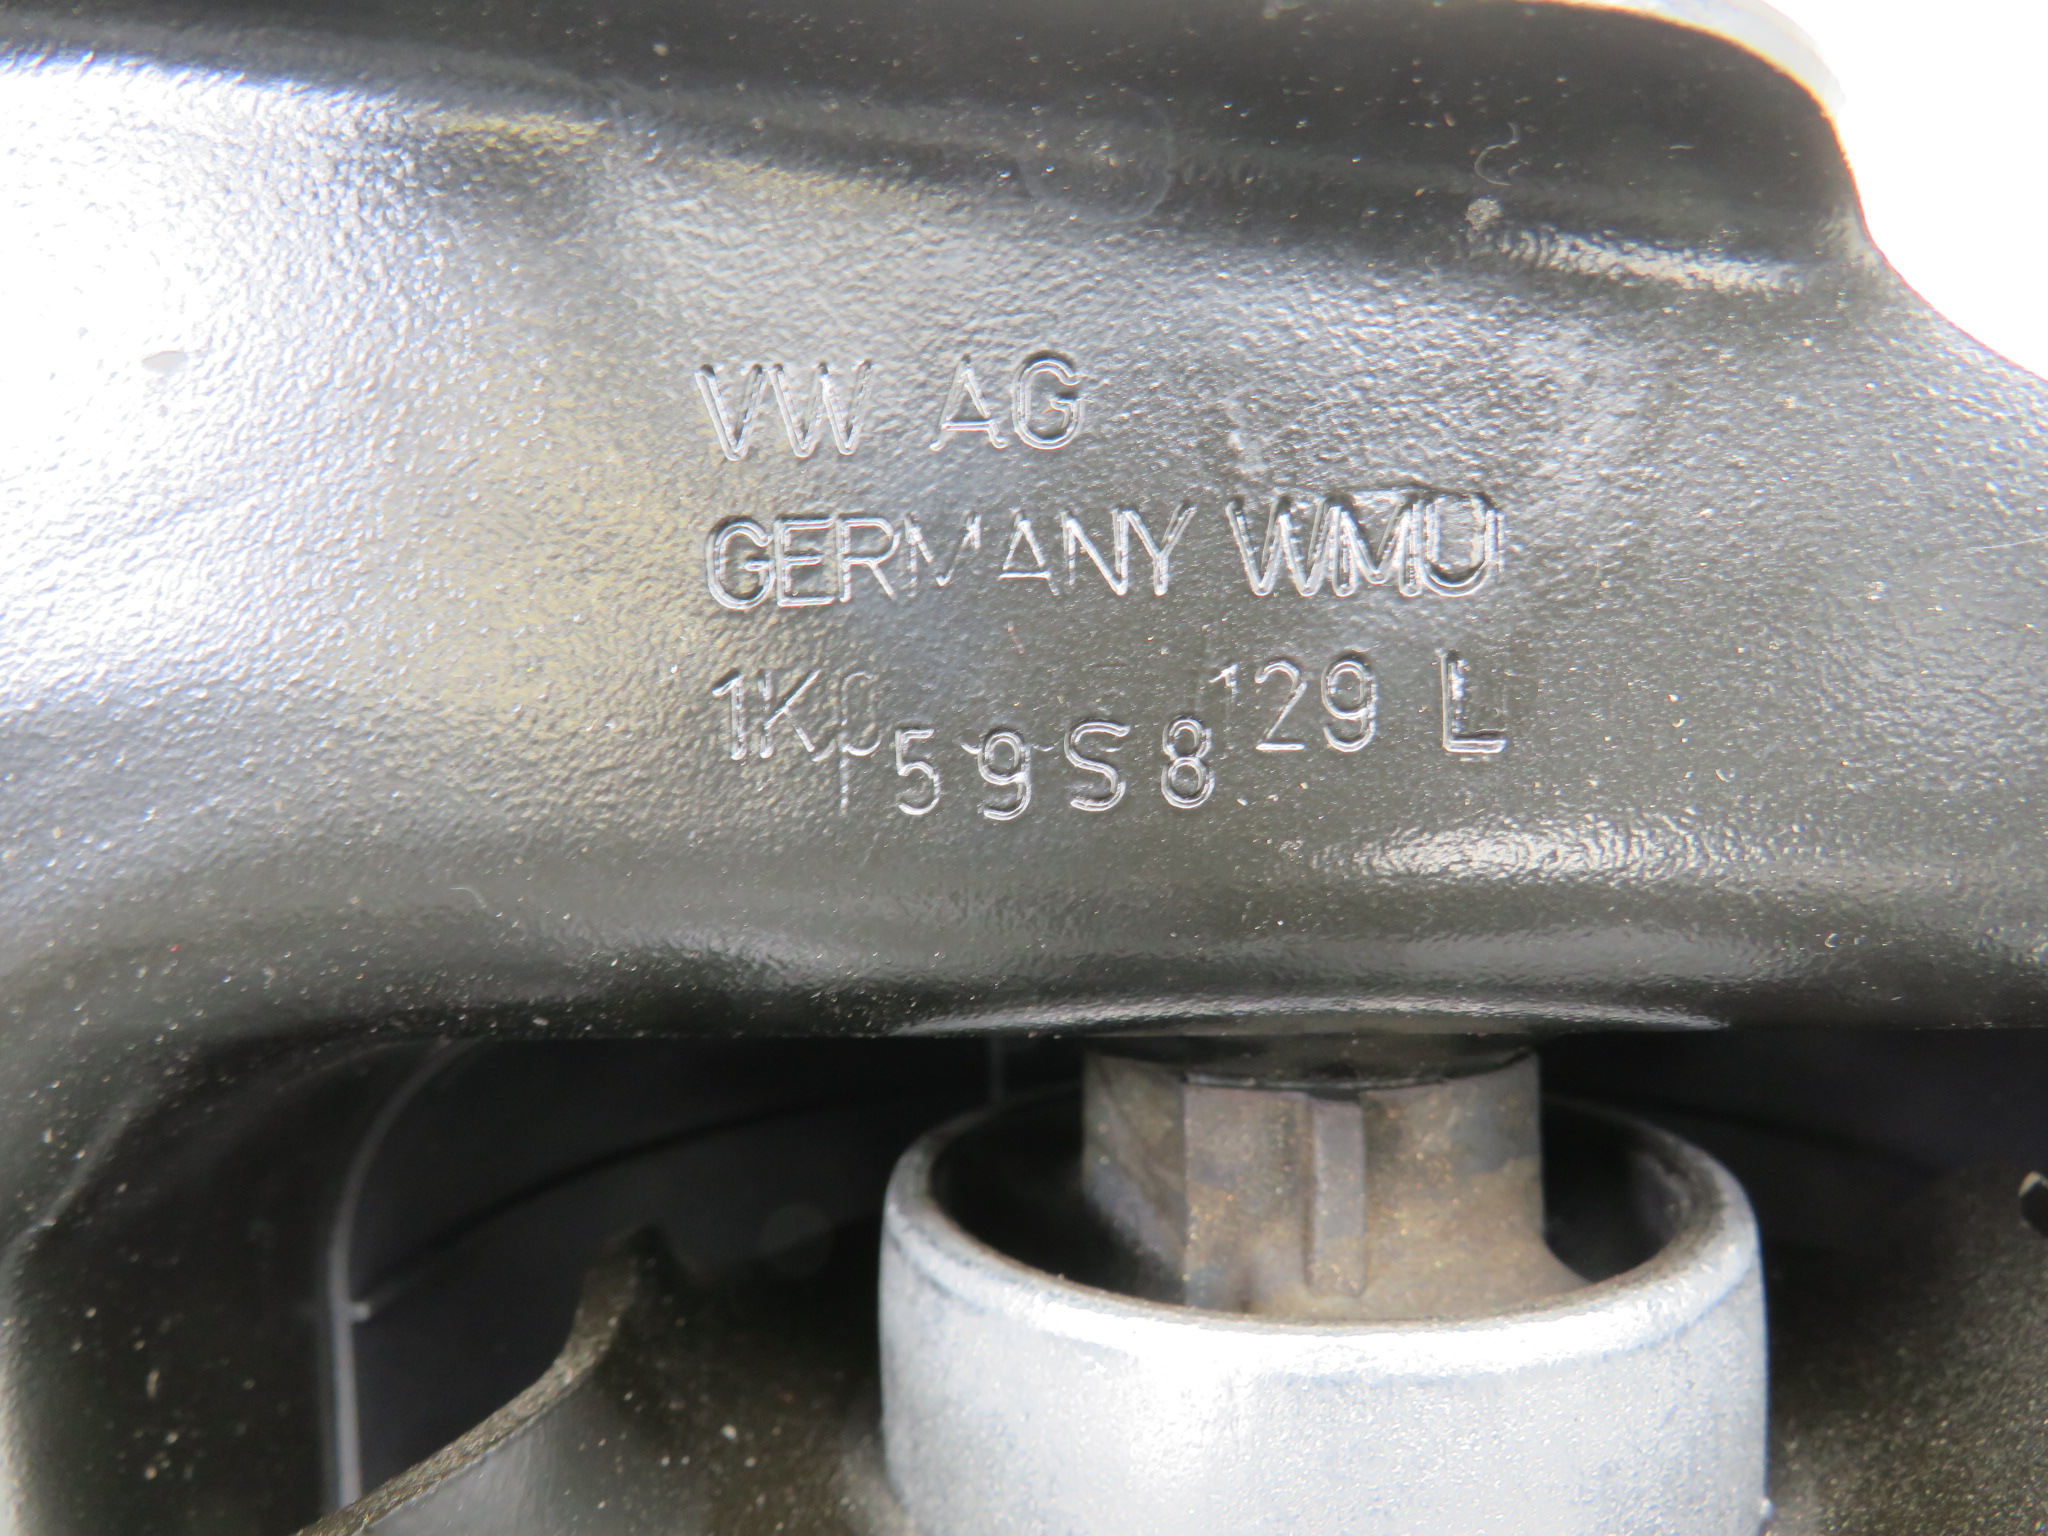 VW AG
GERMANY WMU
1K0 129 L
59S8